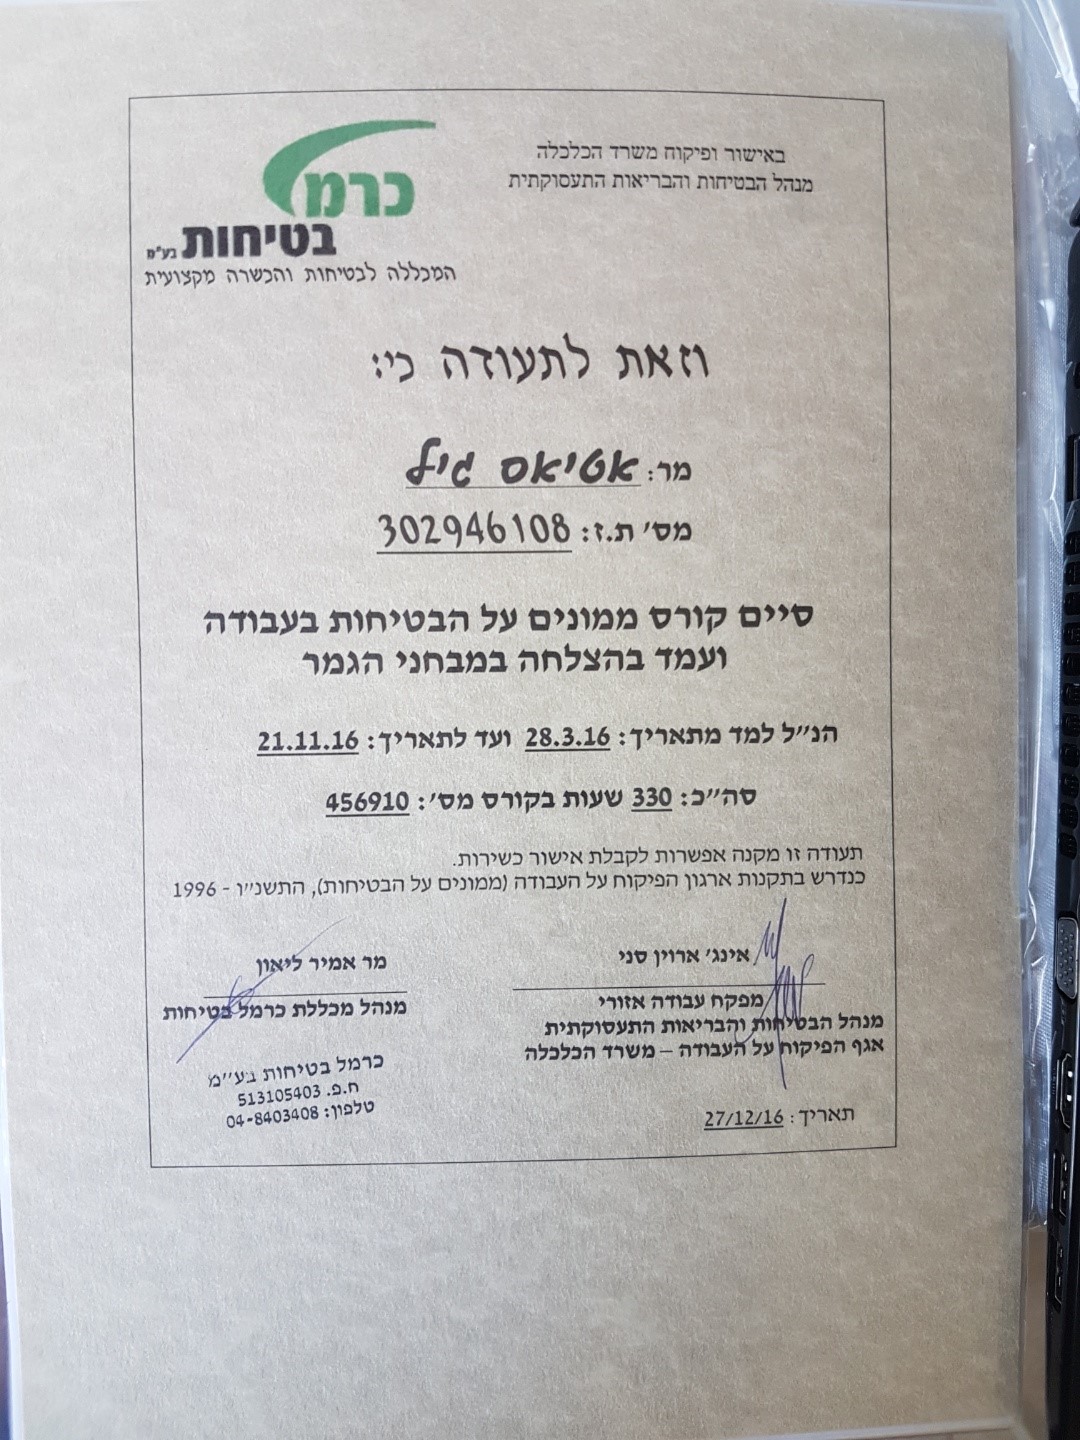 באישור ופיקוח משרד הכלכלה
מנהל הבטיחות והבריאות התעסוקתית
כרמל
בטיחות בע"מ
המכללה לבטיחות והכשרה מקצועית
וזאת לתעודה כי:
מר: אטיאס גיל
מס' ת.ז: 302946108
סיים קורס ממונים על הבטיחות בעבודה
ועמד בהצלחה במבחני הגמר
הנ"ל למד מתאריך: 28.3.16 ועד לתאריך: 21.11.16
סה"כ: 330 שעות בקורס מס': 456910
תעודה זו מקנה אפשרות לקבלת אישור כשירות.
כנדרש בתקנות ארגון הפיקוח על העבודה (ממונים על הבטיחות), התשנ"ו - 1996
אינג' ארוין סני
מפקח עבודה אזורי
מנהל הבטיחות והבריאות התעסוקתית
אגף הפיקוח על העבודה – משרד הכלכלה
תאריך: 27/12/16
מר אמיר ליאון
מנהל מכללת כרמל בטיחות
כרמל בטיחות בע"מ
ח.פ. 513105403
טלפון: 04-8403408